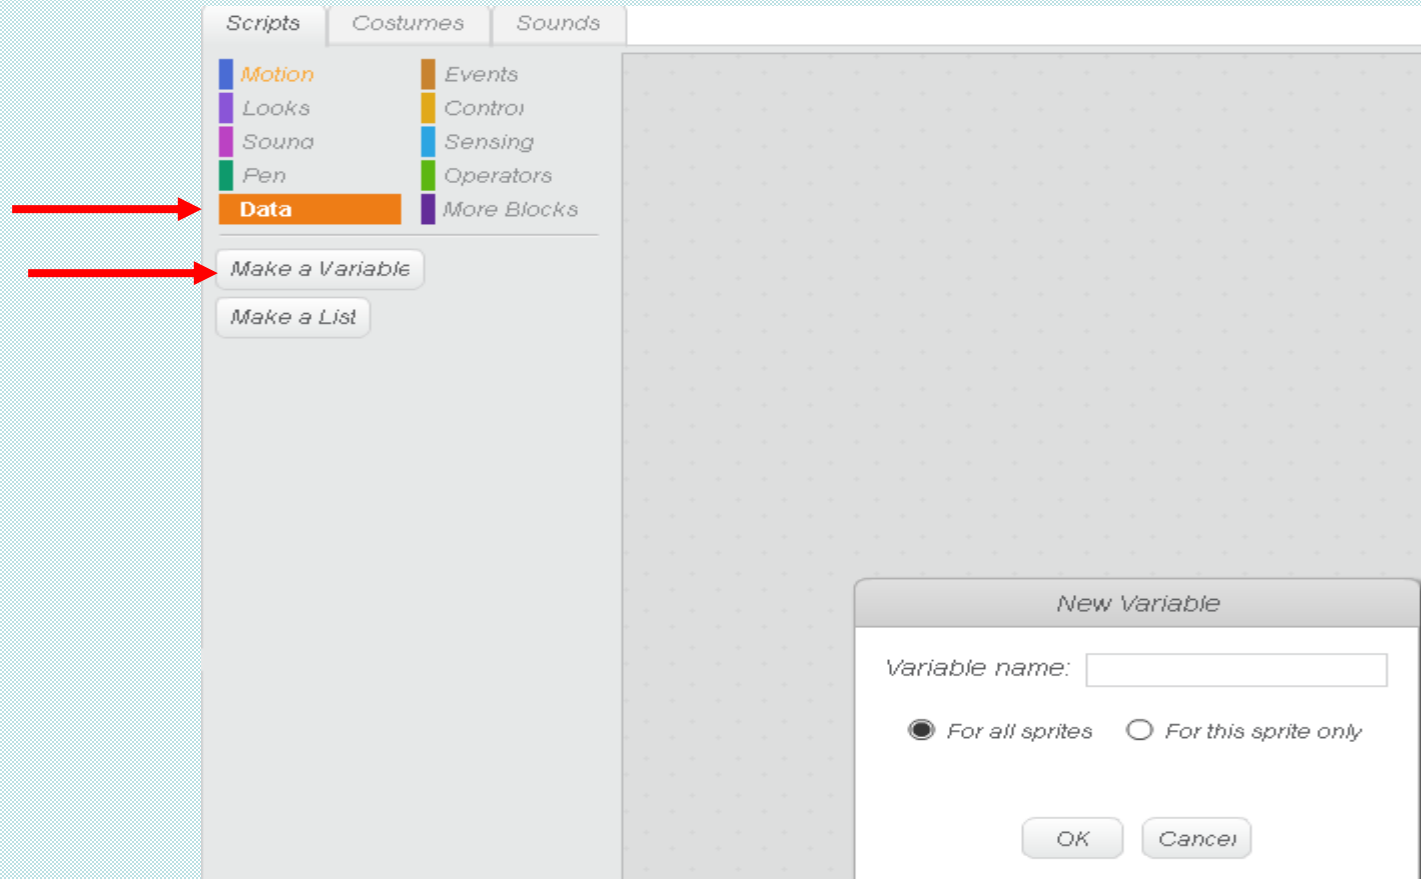 Scripts Costumes Sounds
Motion Events
Looks Control
Sound Sensing
Pen Operators
Data More Blocks
Make a Variable
Make a List
New Variable
Variable name:
For all sprites For this sprite only
OK Cancel